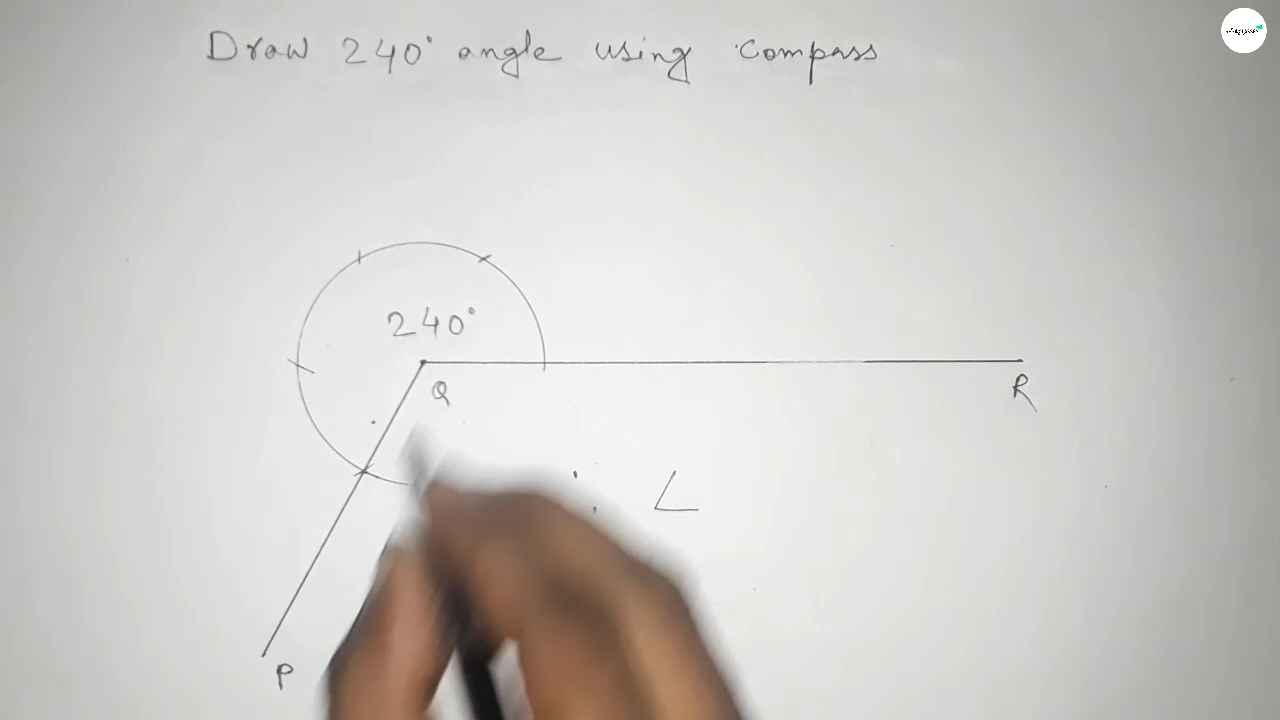 Draw 240° angle using compass
240°
Q
R
∴ ∠
P